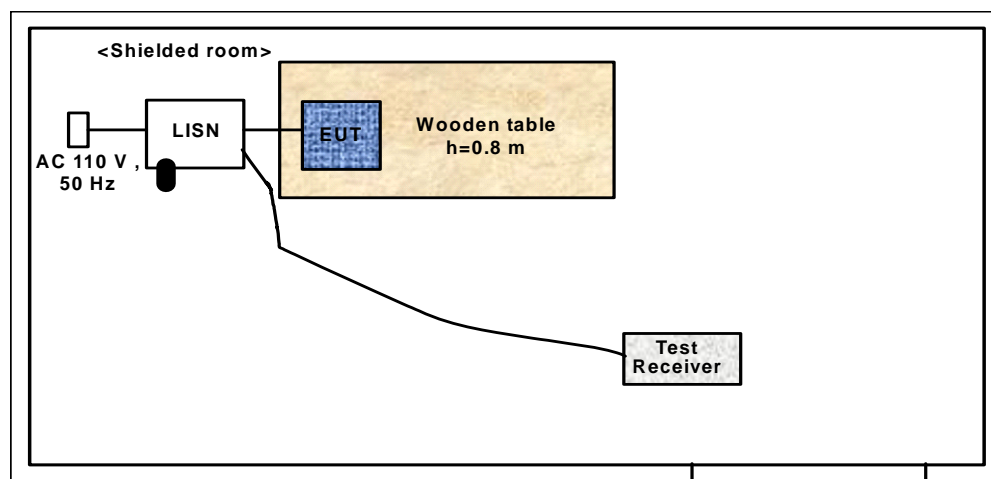 <Shielded room>
LISN
EUT
Wooden table
h=0.8 m
AC 110 V ,
50 Hz
Test
Receiver